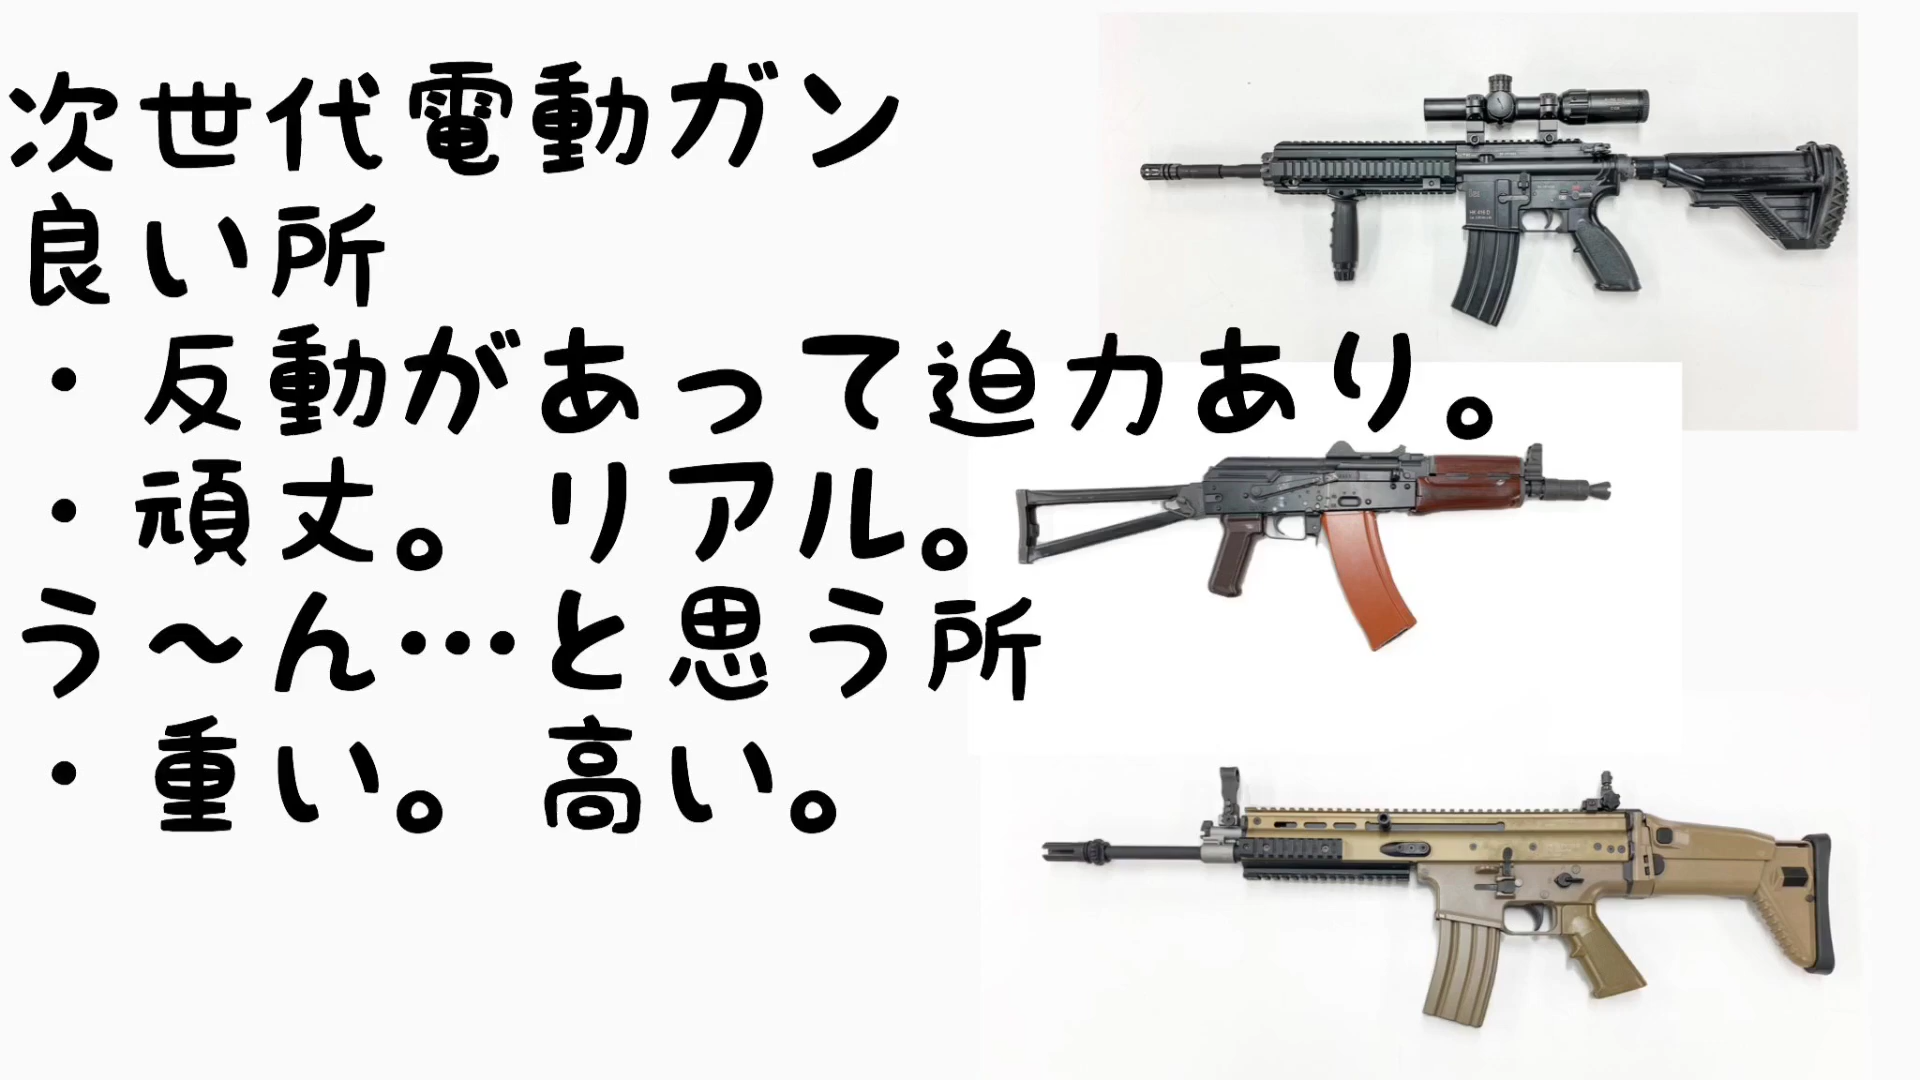 次世代電動ガン
良い所
・反動があって迫力あり。
・頑丈。リアル。
う〜ん…と思う所
・重い。高い。